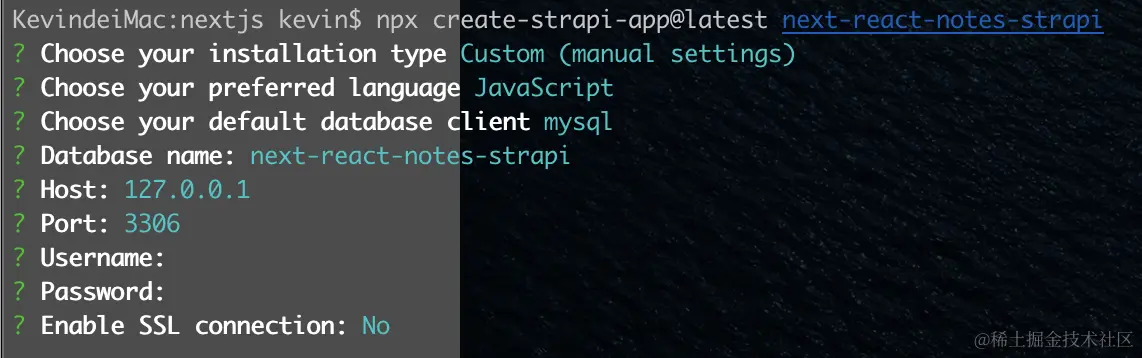 KevindeiMac:nextjs kevin$ npx create-strapi-app@latest next-react-notes-strapi
? Choose your installation type Custom (manual settings)
? Choose your preferred language JavaScript
? Choose your default database client mysql
? Database name: next-react-notes-strapi
? Host: 127.0.0.1
? Port: 3306
? Username:
? Password:
? Enable SSL connection: No
@稀土掘金技术社区